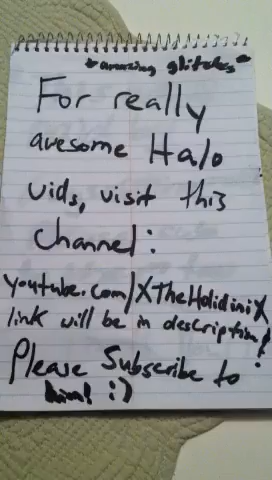 *amazing glitches*
For really
awesome Halo
vids, visit this
channel:
youtube.com/XTheHolidiniX
link will be in description!
Please Subscribe to
him! :)